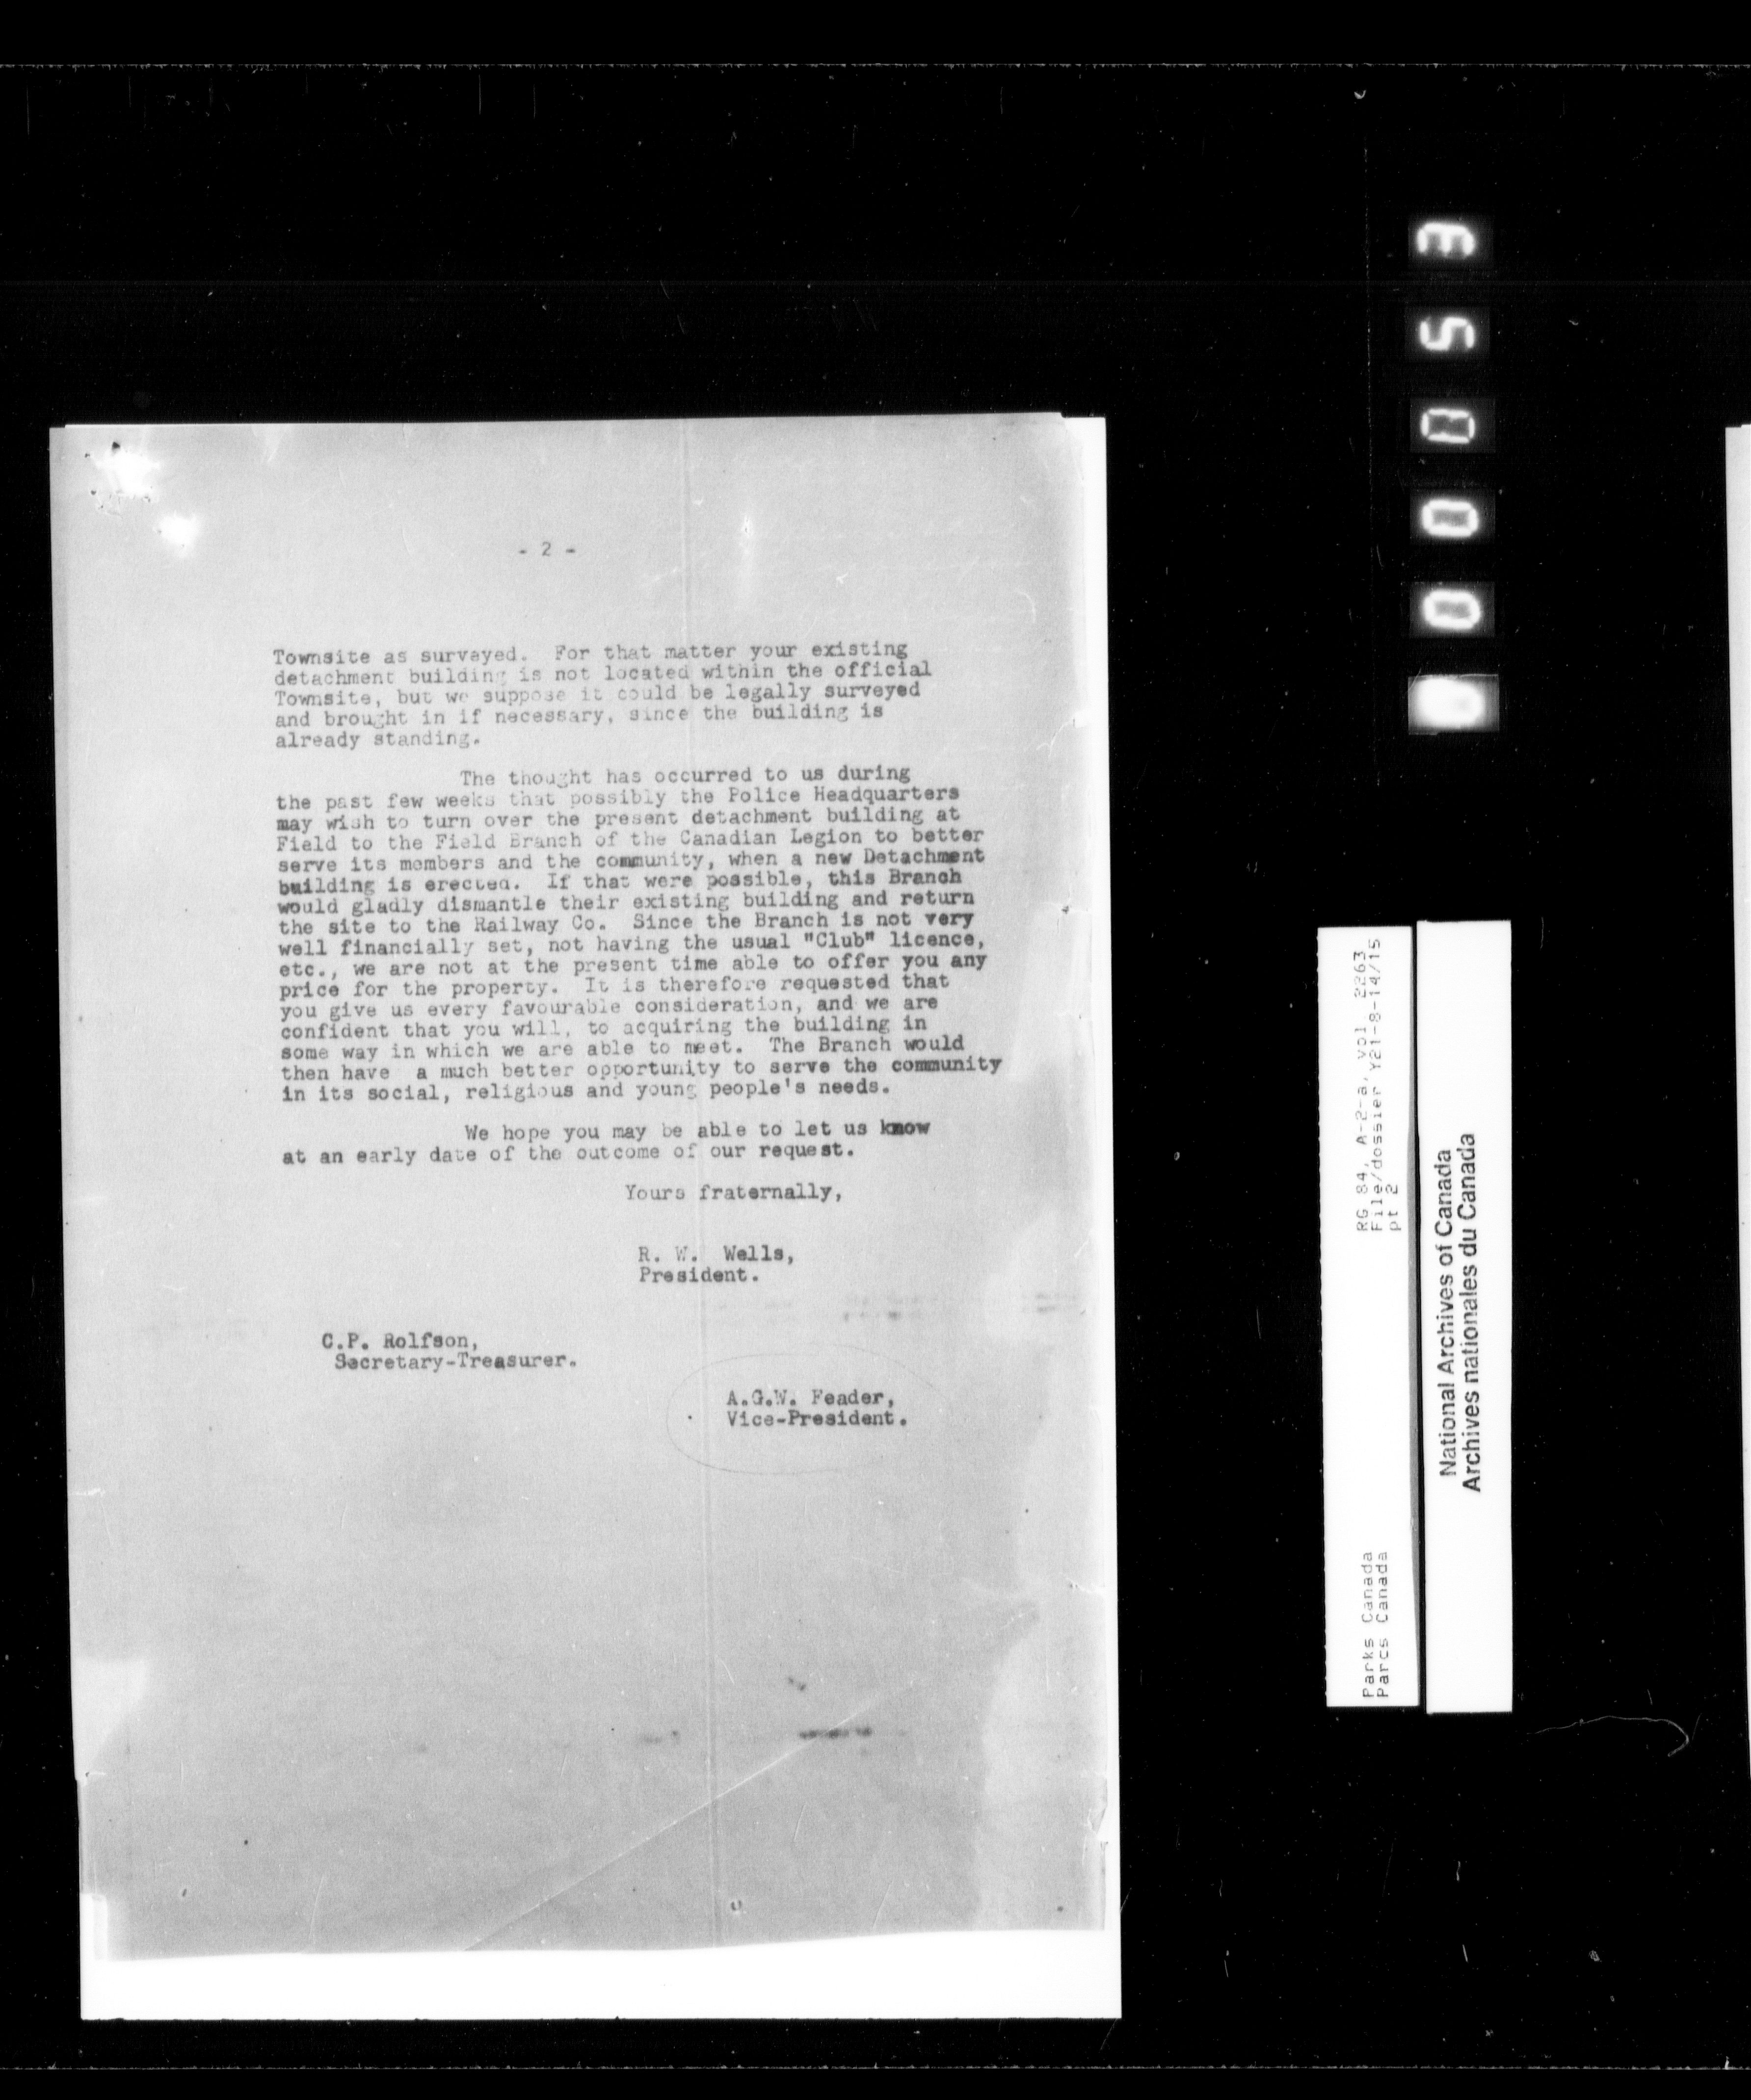 - 2 -
Townsite as surveyed. For that matter your existing
detachment building is not located within the official
Townsite, but we suppose it could be legally surveyed
and brought in if necessary, since the building is
already standing.
The thought has occurred to us during
the past few weeks that possibly the Police Headquarters
may wish to turn over the present detachment building at
Field to the Field Branch of the Canadian Legion to better
serve its members and the community, when a new Detachment
building is erected. If that were possible, this Branch
would gladly dismantle their existing building and return
the site to the Railway Co. Since the Branch is not very
well financially set, not having the usual "Club" licence,
etc., we are not at the present time able to offer you any
price for the property. It is therefore requested that
you give us every favourable consideration, and we are
confident that you will, to acquiring the building in
some way in which we are able to meet. The Branch would
then have a much better opportunity to serve the community
in its social, religious and young people's needs.
We hope you may be able to let us know
at an early date of the outcome of our request.
Yours fraternally,
R. W. Wells,
President.
C.P. Rolfson,
Secretary-Treasurer.
A.G.W. Feader,
Vice-President.
Parks Canada
Parcs Canada
RG 84, A-2-a, vol 2263
File/dossier Y21-8-14/15
pt 2
National Archives of Canada
Archives nationales du Canada